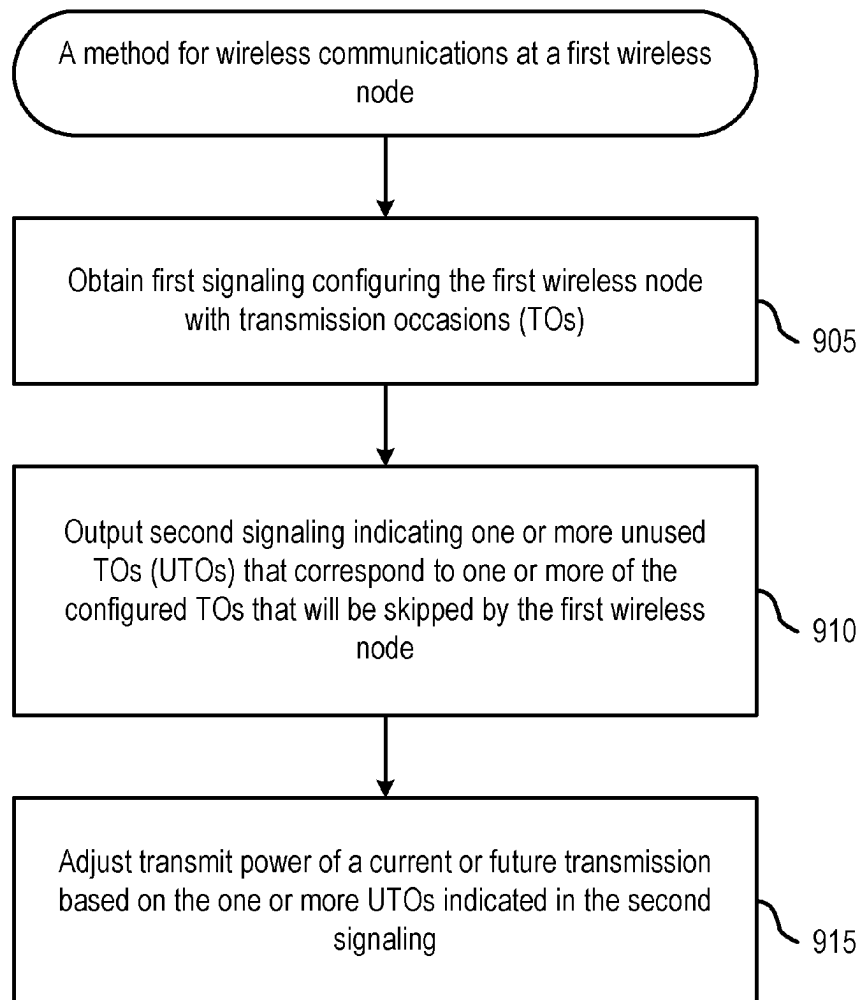 A method for wireless communications at a first wireless
node
Obtain first signaling configuring the first wireless node
with transmission occasions (TOs)
905
Output second signaling indicating one or more unused
TOs (UTOs) that correspond to one or more of the
configured TOs that will be skipped by the first wireless
node
910
Adjust transmit power of a current or future transmission
based on the one or more UTOs indicated in the second
signaling
915